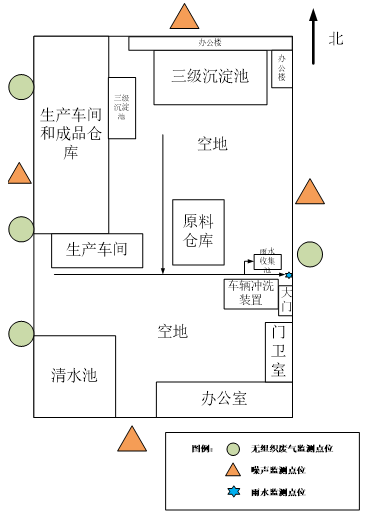 北
办公楼
三级沉淀池
办
公
楼
三级
沉淀
池
生产车间
和成品仓
库
空地
原料
仓库
生产车间
雨水
收集
池
车辆冲洗
装置
大
门
空地
门
卫
室
清水池
办公室
图例：
无组织废气监测点位
噪声监测点位
雨水监测点位